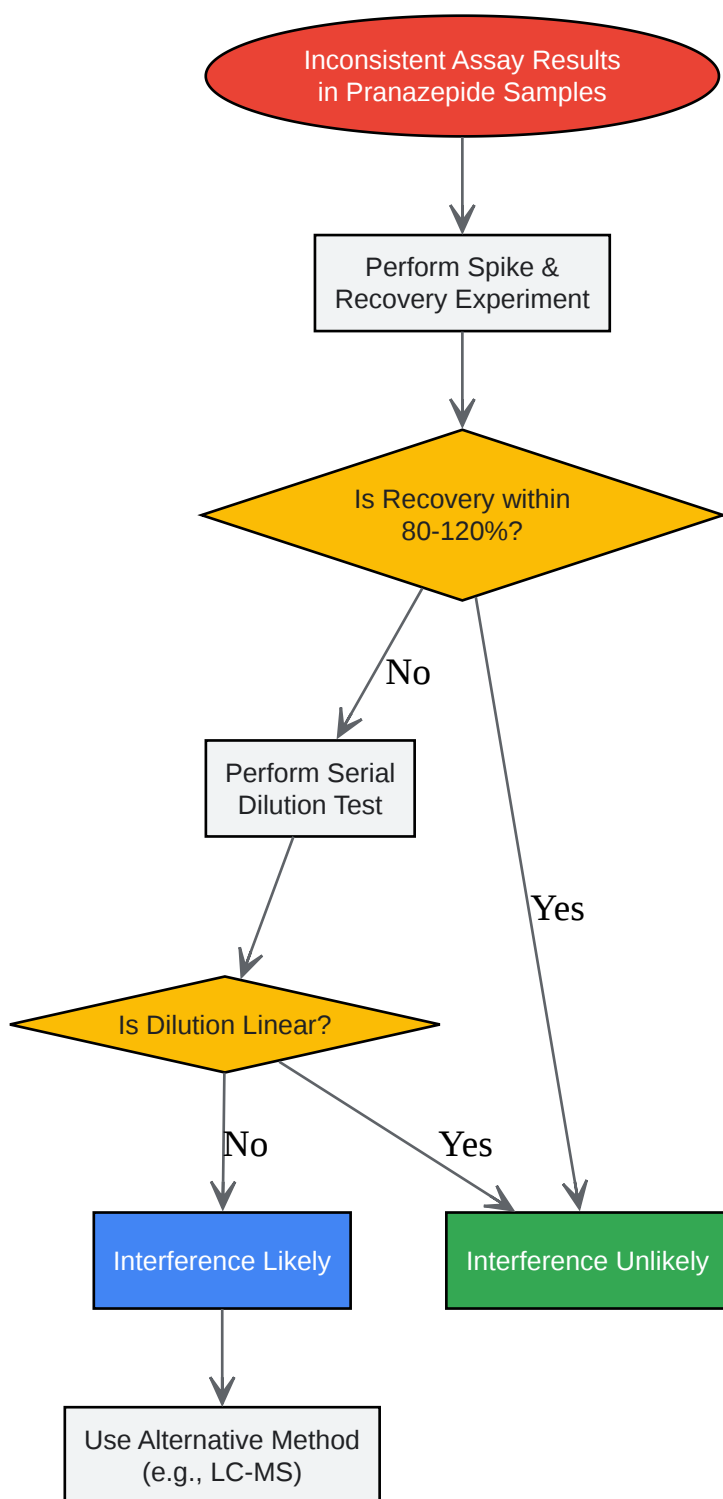 Inconsistent Assay Results
in Pranazepide Samples
Perform Spike &
Recovery Experiment
Is Recovery within
80-120%?
No
Perform Serial
Dilution Test
Yes
Is Dilution Linear?
No
Yes
Interference Likely
Interference Unlikely
Use Alternative Method
(e.g., LC-MS)